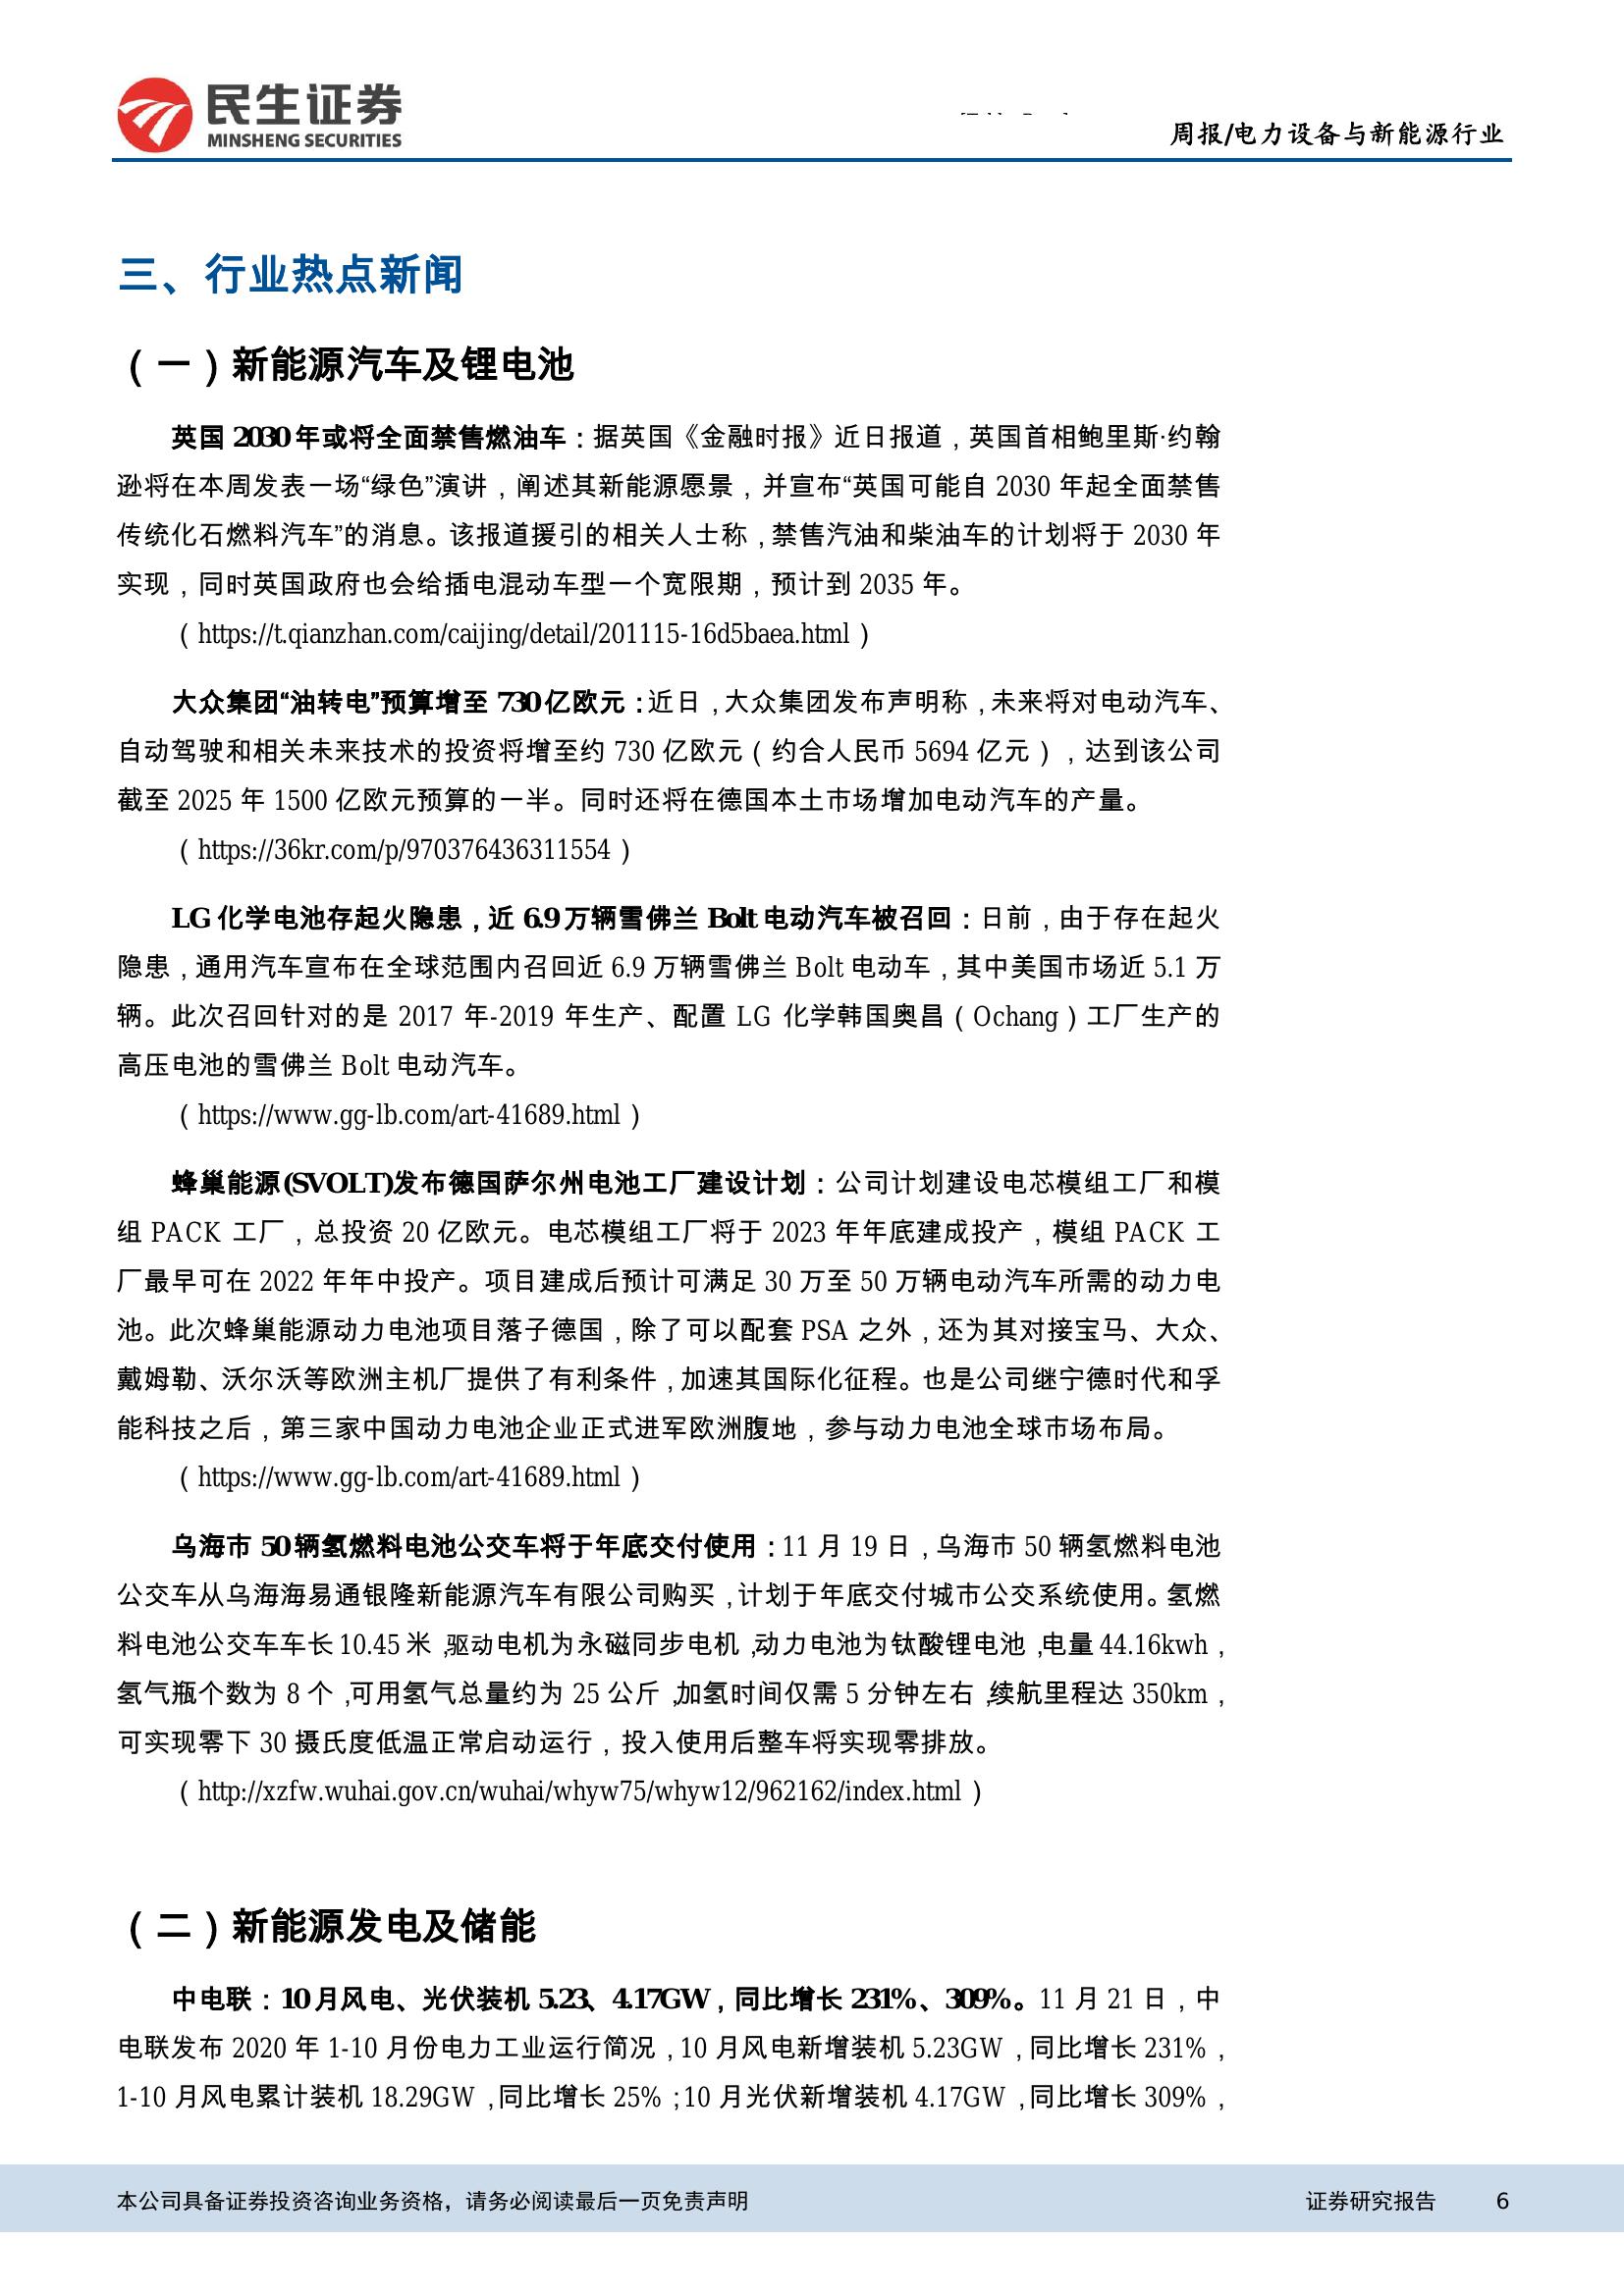 民生证券
MINSHENG SECURITIES
周报/电力设备与新能源行业
三、行业热点新闻
（一）新能源汽车及锂电池
英国 2030 年或将全面禁售燃油车：据英国《金融时报》近日报道，英国首相鲍里斯·约翰
逊将在本周发表一场“绿色”演讲，阐述其新能源愿景，并宣布“英国可能自 2030 年起全面禁售
传统化石燃料汽车”的消息。该报道援引的相关人士称，禁售汽油和柴油车的计划将于 2030 年
实现，同时英国政府也会给插电混动车型一个宽限期，预计到 2035 年。
（https://t.qianzhan.com/caijing/detail/201115-16d5baea.html）
大众集团“油转电”预算增至 730 亿欧元：近日，大众集团发布声明称，未来将对电动汽车、
自动驾驶和相关未来技术的投资将增至约 730 亿欧元（约合人民币 5694 亿元），达到该公司
截至 2025 年 1500 亿欧元预算的一半。同时还将在德国本土市场增加电动汽车的产量。
（https://36kr.com/p/970376436311554）
LG 化学电池存起火隐患，近 6.9 万辆雪佛兰 Bolt 电动汽车被召回：日前，由于存在起火
隐患，通用汽车宣布在全球范围内召回近 6.9 万辆雪佛兰 Bolt 电动车，其中美国市场近 5.1 万
辆。此次召回针对的是 2017 年-2019 年生产、配置 LG 化学韩国奥昌（Ochang）工厂生产的
高压电池的雪佛兰 Bolt 电动汽车。
（https://www.gg-lb.com/art-41689.html）
蜂巢能源(SVOLT)发布德国萨尔州电池工厂建设计划：公司计划建设电芯模组工厂和模
组 PACK 工厂，总投资 20 亿欧元。电芯模组工厂将于 2023 年年底建成投产，模组 PACK 工
厂最早可在 2022 年年中投产。项目建成后预计可满足 30 万至 50 万辆电动汽车所需的动力电
池。此次蜂巢能源动力电池项目落子德国，除了可以配套 PSA 之外，还为其对接宝马、大众、
戴姆勒、沃尔沃等欧洲主机厂提供了有利条件，加速其国际化征程。也是公司继宁德时代和孚
能科技之后，第三家中国动力电池企业正式进军欧洲腹地，参与动力电池全球市场布局。
（https://www.gg-lb.com/art-41689.html）
乌海市 50 辆氢燃料电池公交车将于年底交付使用：11 月 19 日，乌海市 50 辆氢燃料电池
公交车从乌海海易通银隆新能源汽车有限公司购买，计划于年底交付城市公交系统使用。氢燃
料电池公交车车长 10.45 米，驱动电机为永磁同步电机，动力电池为钛酸锂电池，电量 44.16kwh，
氢气瓶个数为 8 个，可用氢气总量约为 25 公斤，加氢时间仅需 5 分钟左右，续航里程达 350km，
可实现零下 30 摄氏度低温正常启动运行，投入使用后整车将实现零排放。
（http://xzfw.wuhai.gov.cn/wuhai/whyw75/whyw12/962162/index.html）
（二）新能源发电及储能
中电联：10 月风电、光伏装机 5.23、4.17GW，同比增长 231%、309%。11 月 21 日，中
电联发布 2020 年 1-10 月份电力工业运行简况，10 月风电新增装机 5.23GW，同比增长 231%，
1-10 月风电累计装机 18.29GW，同比增长 25%；10 月光伏新增装机 4.17GW，同比增长 309%，
本公司具备证券投资咨询业务资格，请务必阅读最后一页免责声明
证券研究报告 6